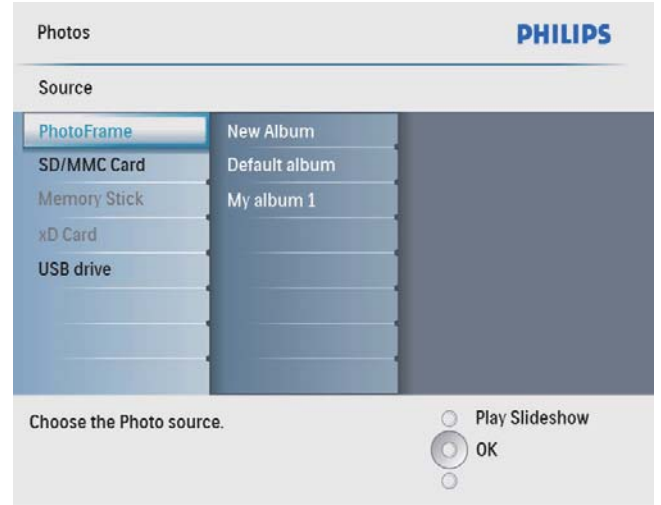 Photos
PHILIPS
Source
PhotoFrame
SD/MMC Card
Memory Stick
xD Card
USB drive
New Album
Default album
My album 1
Choose the Photo source.
Play Slideshow
OK